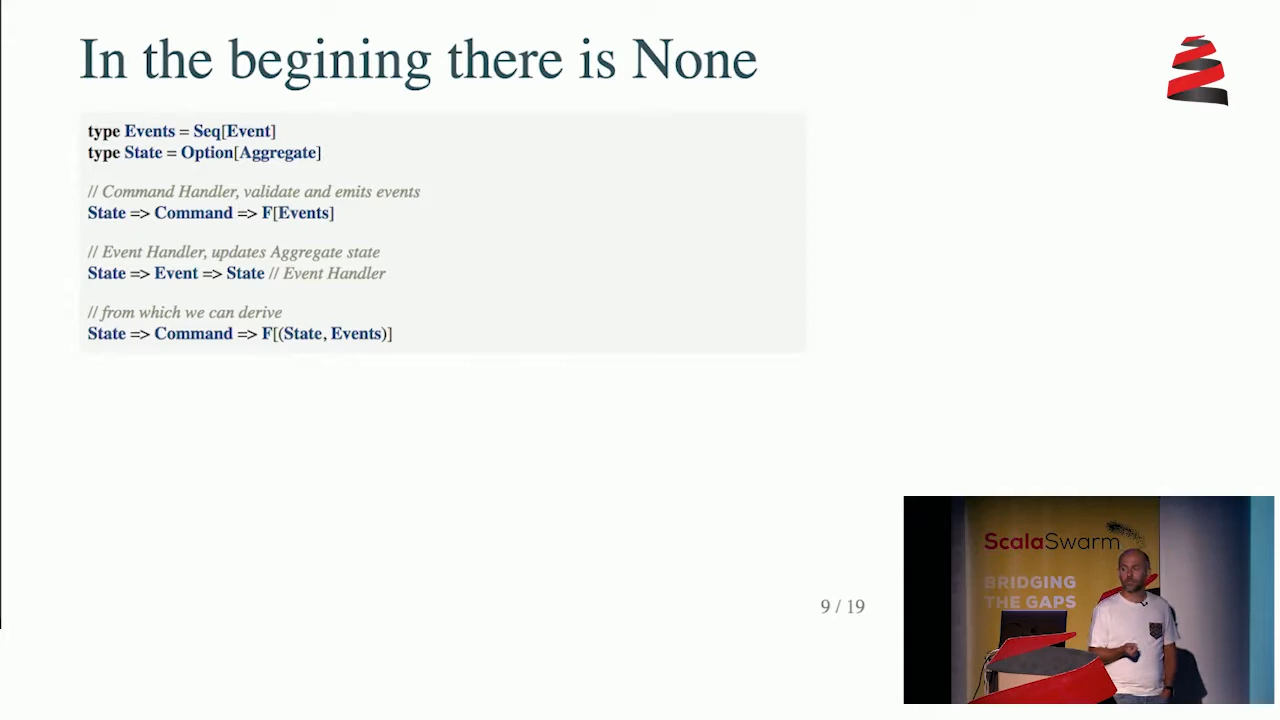 In the begining there is None
type Events = Seq[Event]
type State = Option[Aggregate]
// Command Handler, validate and emits events
State => Command => F[Events]
// Event Handler, updates Aggregate state
State => Event => State // Event Handler
// from which we can derive
State => Command => F[(State, Events)]
9 / 19
ScalaSwarm
BRIDGING
THE GAPS